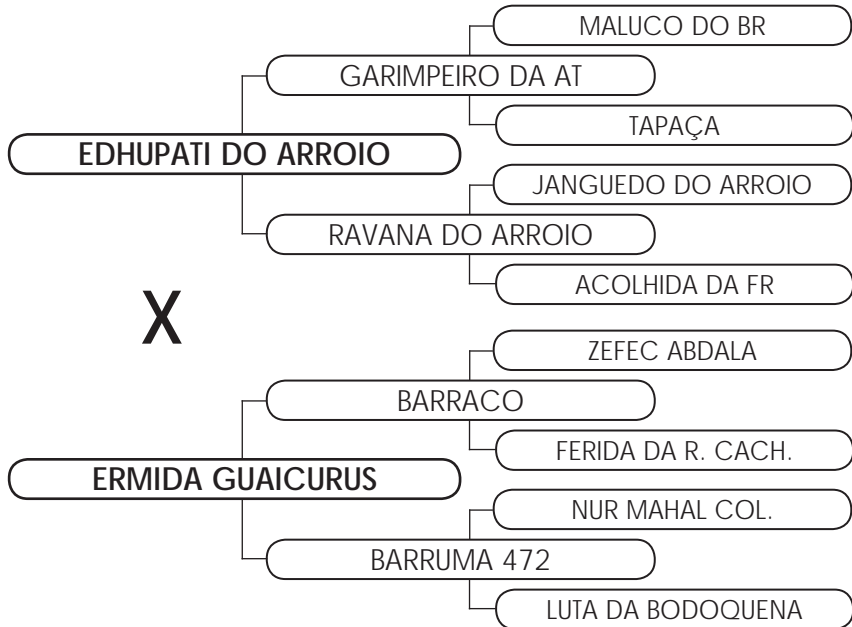 MALUCO DO BR
GARIMPEIRO DA AT
TAPAÇA
EDHUPATI DO ARROIO
JANGUEDO DO ARROIO
RAVANA DO ARROIO
ACOLHIDA DA FR
X
ZEFEC ABDALA
BARRACO
FERIDA DA R. CACH.
ERMIDA GUAICURUS
NUR MAHAL COL.
BARRUMA 472
LUTA DA BODOQUENA